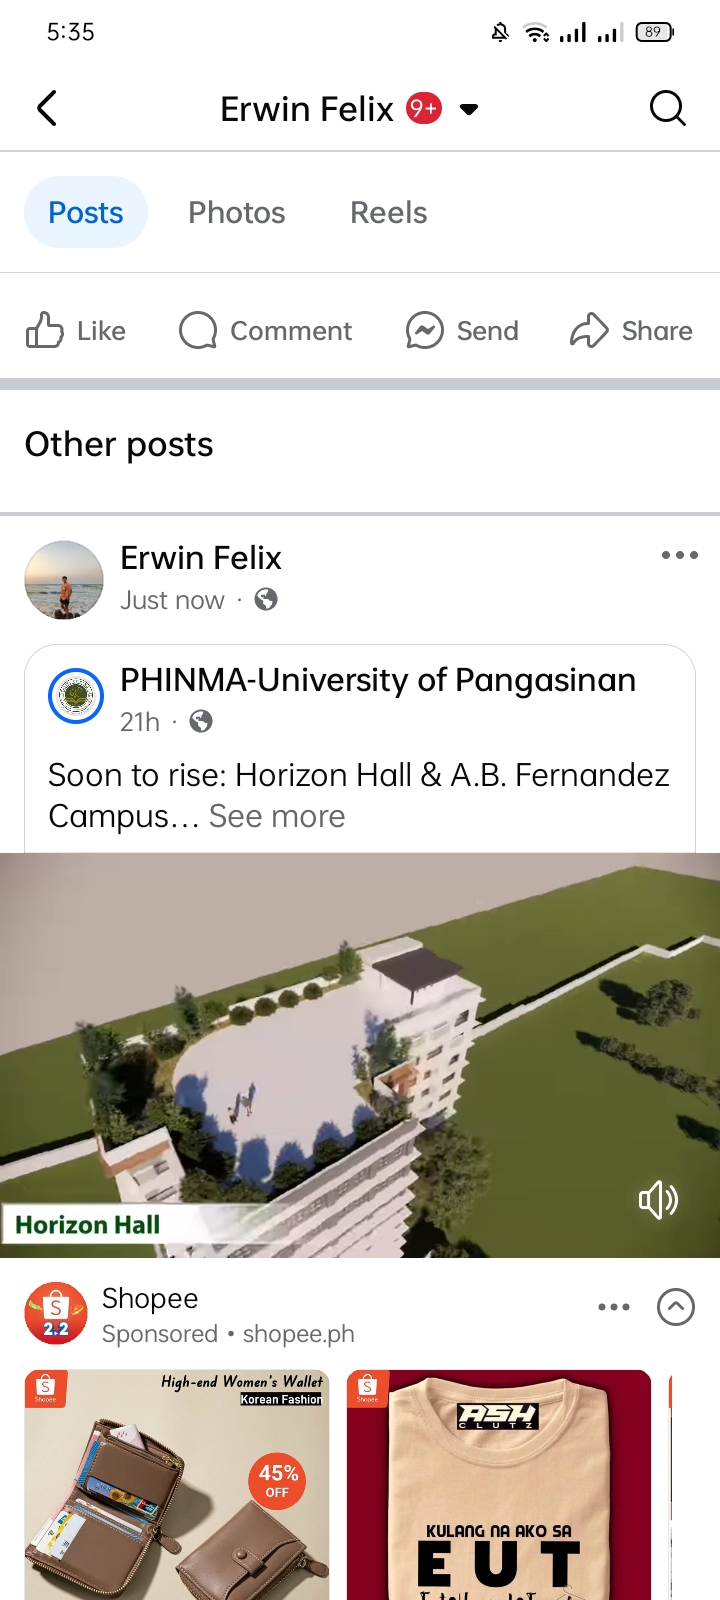 5:35
89
Erwin Felix 9+
Posts Photos Reels
Like Comment Send Share
Other posts
Erwin Felix
Just now ·
PHINMA-University of Pangasinan
21h ·
Soon to rise: Horizon Hall & A.B. Fernandez
Campus... See more
Horizon Hall
Shopee
Sponsored • shopee.ph
S
2.2
S
Shopee
High-end Women's Wallet
Korean Fashion
45%
OFF
S
Shopee
ASH
CLUTZ
KULANG NA AKO SA
EUT